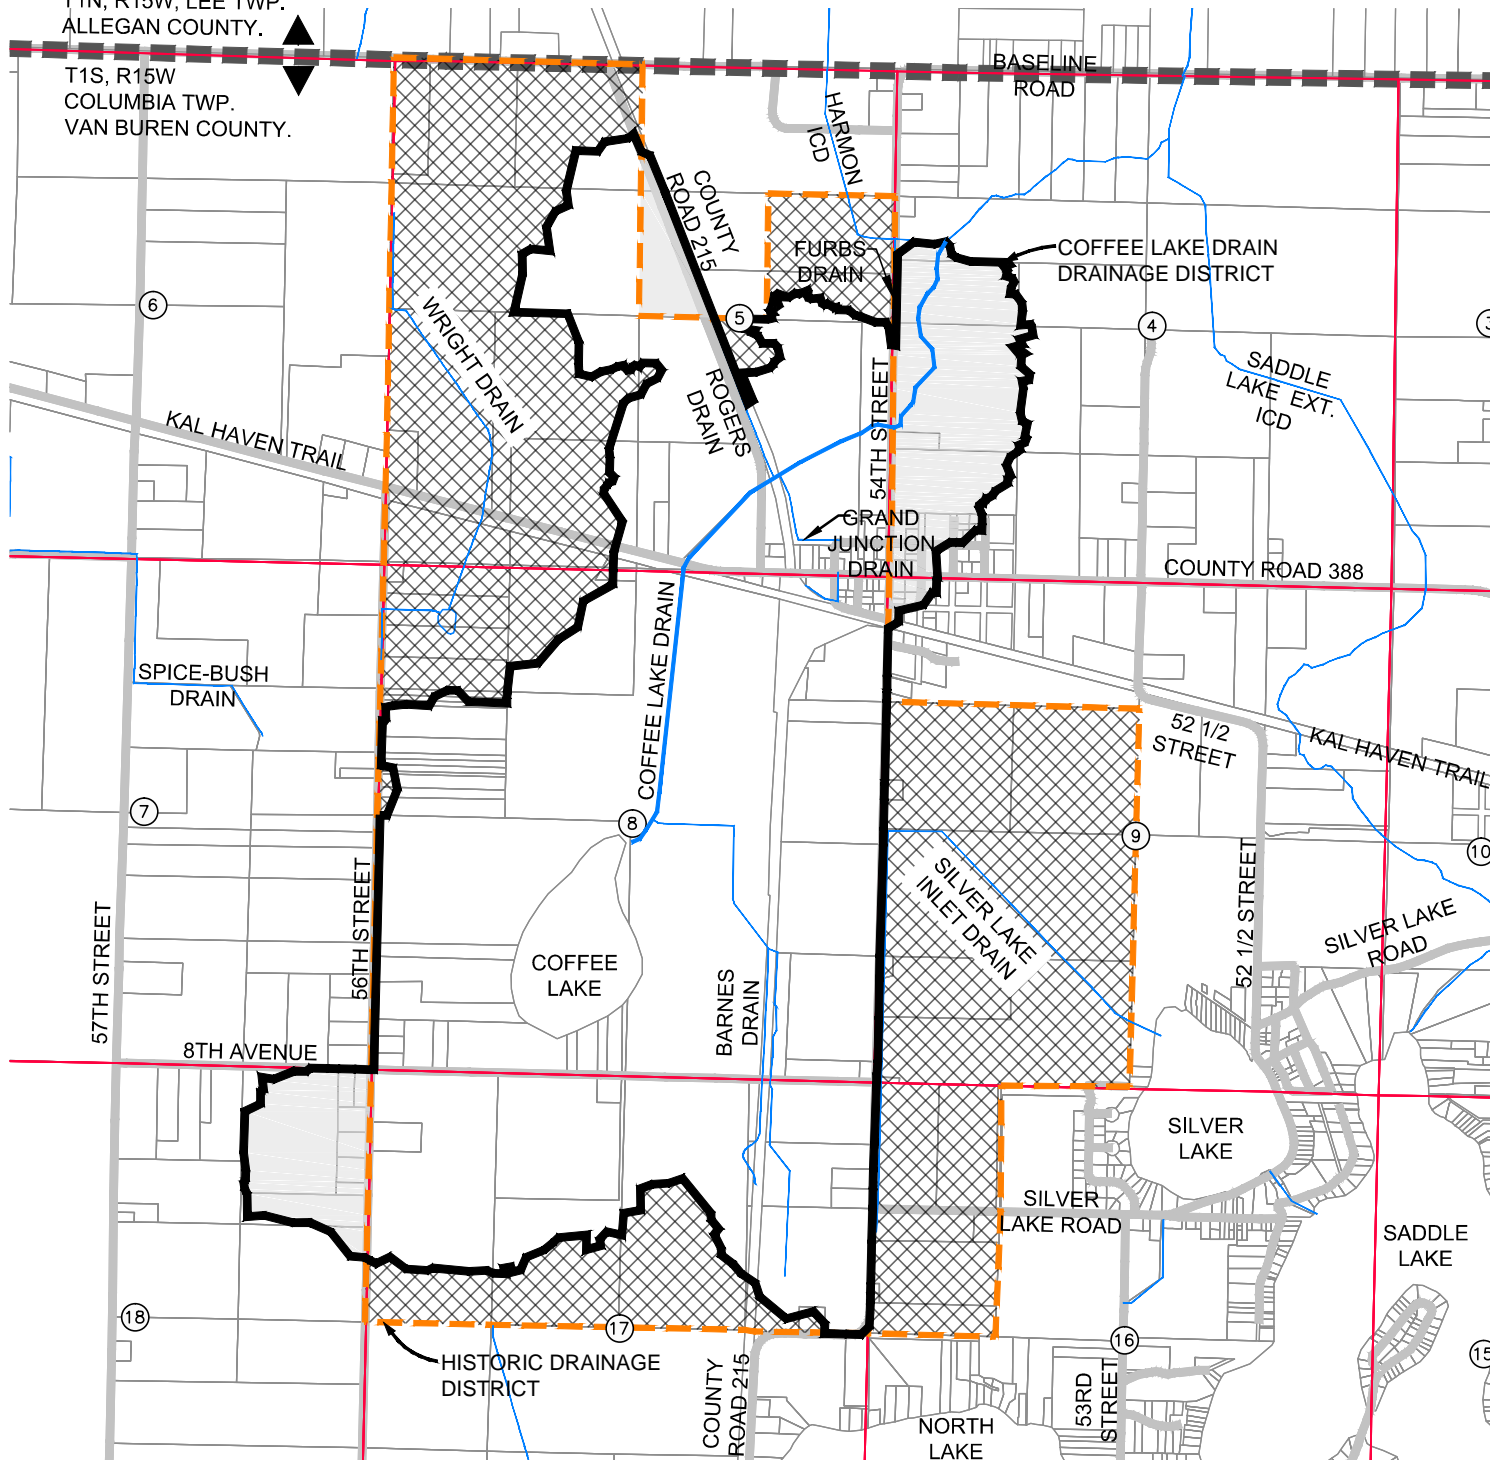 T1N, R15W, LEE TWP.
ALLEGAN COUNTY.
T1S, R15W
COLUMBIA TWP.
VAN BUREN COUNTY.
BASELINE
ROAD
HARMON
ICD
COUNTY
ROAD 215
FURBS
DRAIN
COFFEE LAKE DRAIN
DRAINAGE DISTRICT
6
5
4
3
WRIGHT DRAIN
ROGERS
DRAIN
54TH STREET
SADDLE
LAKE EXT.
ICD
KAL HAVEN TRAIL
GRAND
JUNCTION
DRAIN
COUNTY ROAD 388
SPICE-BUSH
DRAIN
COFFEE LAKE DRAIN
52 1/2
STREET
KAL HAVEN TRAIL
7
8
9
10
56TH STREET
57TH STREET
COFFEE
LAKE
BARNES
DRAIN
SILVER LAKE
INLET DRAIN
52 1/2 STREET
SILVER LAKE
ROAD
8TH AVENUE
SILVER
LAKE
SILVER
LAKE ROAD
SADDLE
LAKE
18
17
16
15
HISTORIC DRAINAGE
DISTRICT
COUNTY
ROAD 215
53RD
STREET
NORTH
LAKE